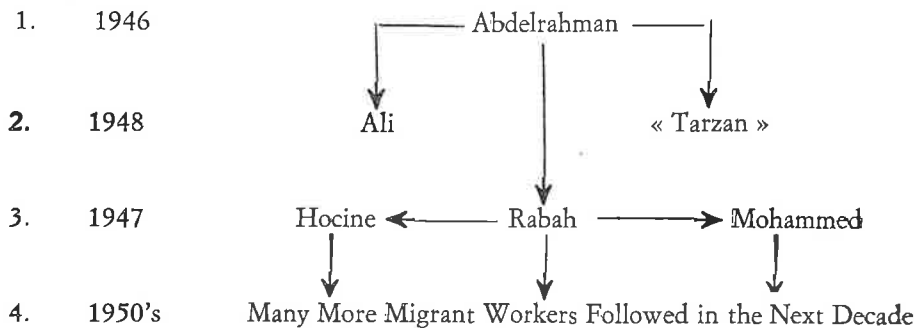 1. 1946 Abdelrahman
2. 1948 Ali « Tarzan »
3. 1947 Hocine Rabah Mohammed
4. 1950's Many More Migrant Workers Followed in the Next Decade